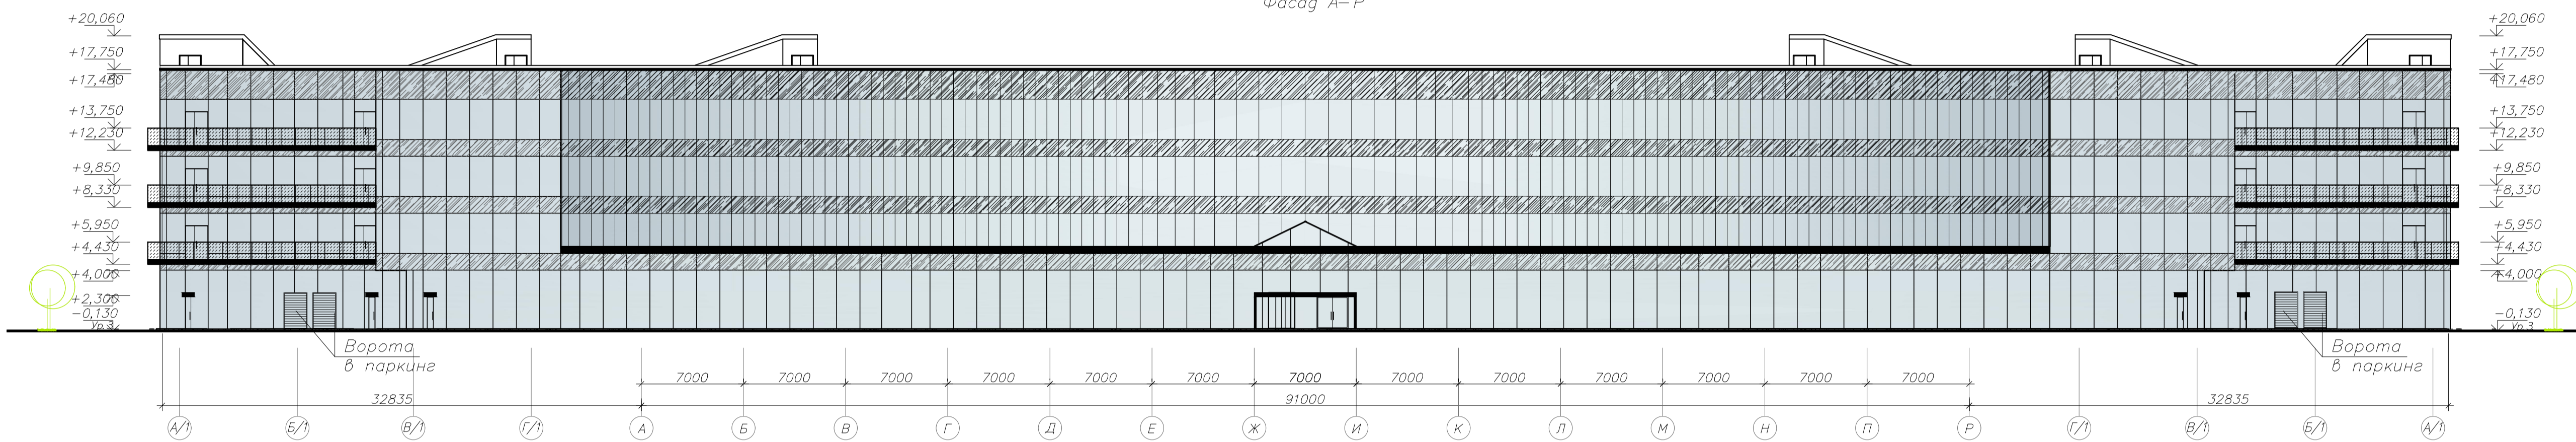 Фасад А-Р
+20,060
+17,750
+17,480
+13,750
+12,230
+9,850
+8,330
+5,950
+4,430
+4,000
+2,300
-0,130
Ур.З
+20,060
+17,750
+17,480
+13,750
+12,230
+9,850
+8,330
+5,950
+4,430
+4,000
-0,130
Ур.З
Ворота
в паркинг
Ворота
в паркинг
7000 7000 7000 7000 7000 7000 7000 7000 7000 7000 7000 7000 7000
32835 91000 32835
А/1 Б/1 В/1 Г/1 А Б В Г Д Е Ж И К Л М Н П Р Г/1 В/1 Б/1 А/1